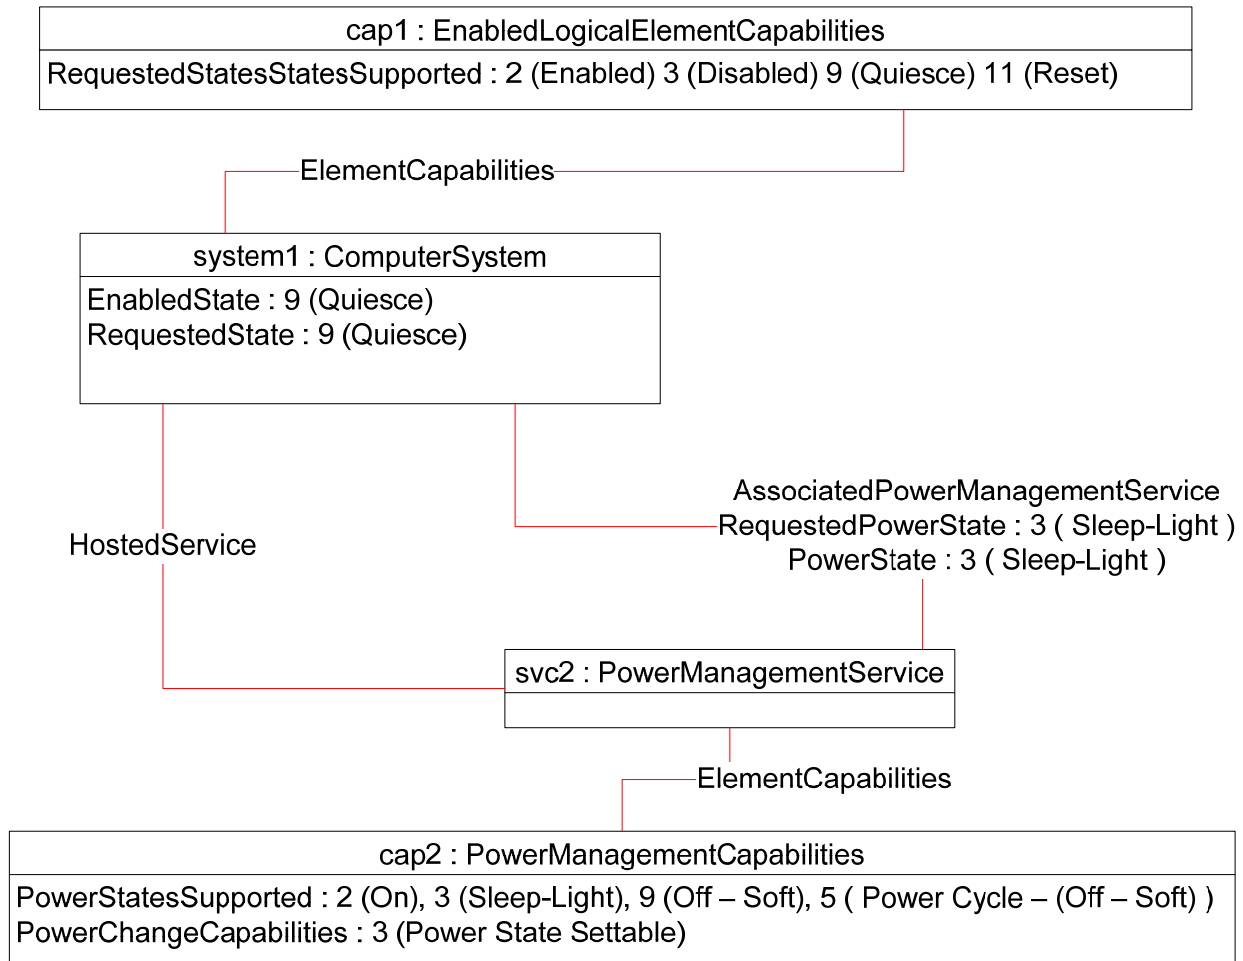 cap1 : EnabledLogicalElementCapabilities
RequestedStatesStatesSupported : 2 (Enabled) 3 (Disabled) 9 (Quiesce) 11 (Reset)
ElementCapabilities
system1 : ComputerSystem
EnabledState : 9 (Quiesce)
RequestedState : 9 (Quiesce)
AssociatedPowerManagementService
RequestedPowerState : 3 ( Sleep-Light )
PowerState : 3 ( Sleep-Light )
HostedService
svc2 : PowerManagementService
ElementCapabilities
cap2 : PowerManagementCapabilities
PowerStatesSupported : 2 (On), 3 (Sleep-Light), 9 (Off – Soft), 5 ( Power Cycle – (Off – Soft) )
PowerChangeCapabilities : 3 (Power State Settable)